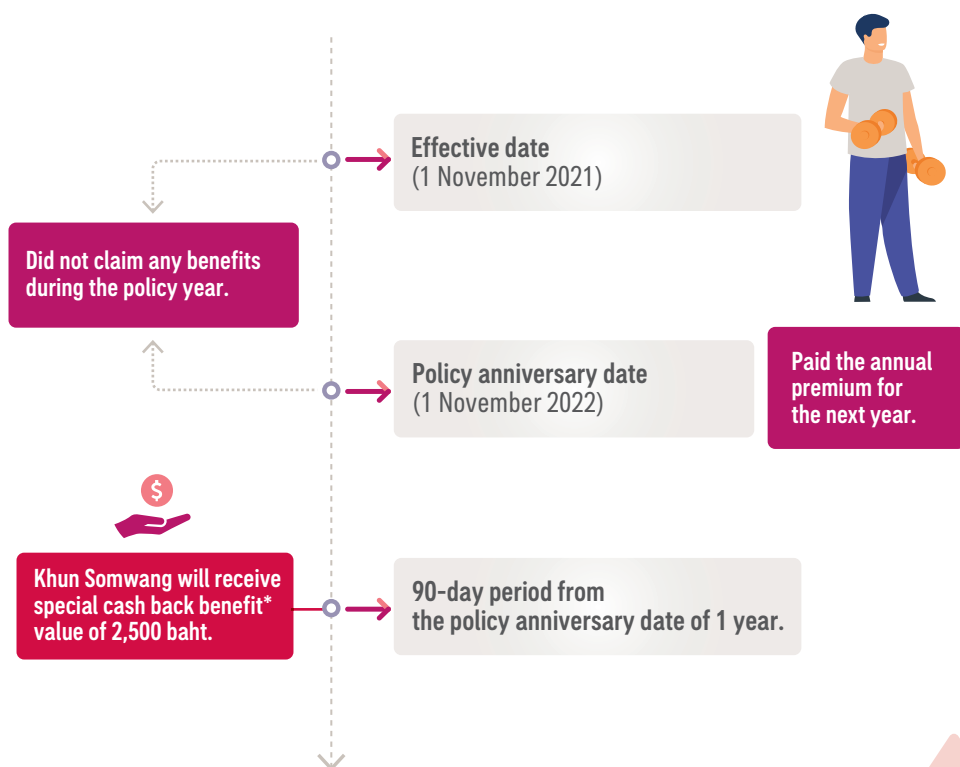 Effective date
(1 November 2021)
Did not claim any benefits
during the policy year.
Policy anniversary date
(1 November 2022)
Paid the annual
premium for
the next year.
$
Khun Somwang will receive
special cash back benefit*
value of 2,500 baht.
90-day period from
the policy anniversary date of 1 year.